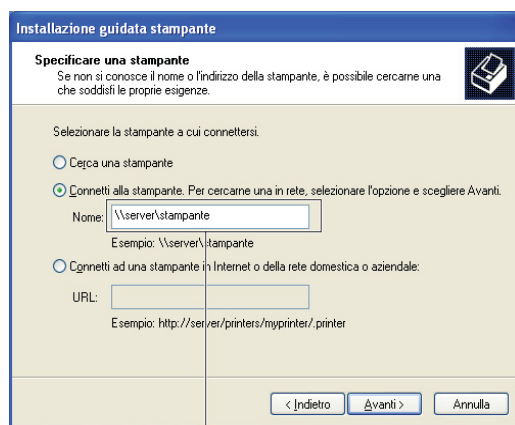 Installazione guidata stampante
Specificare una stampante
Se non si conosce il nome o l'indirizzo della stampante, è possibile cercarne una
che soddisfi le proprie esigenze.
Selezionare la stampante a cui connettersi.
Cerca una stampante
Connetti alla stampante. Per cercarne una in rete, selezionare l'opzione e scegliere Avanti.
Nome: \\server\stampante
Esempio: \\server\stampante
Connetti ad una stampante in Internet o della rete domestica o aziendale:
URL:
Esempio: http://server/printers/myprinter/.printer
< Indietro Avanti > Annulla